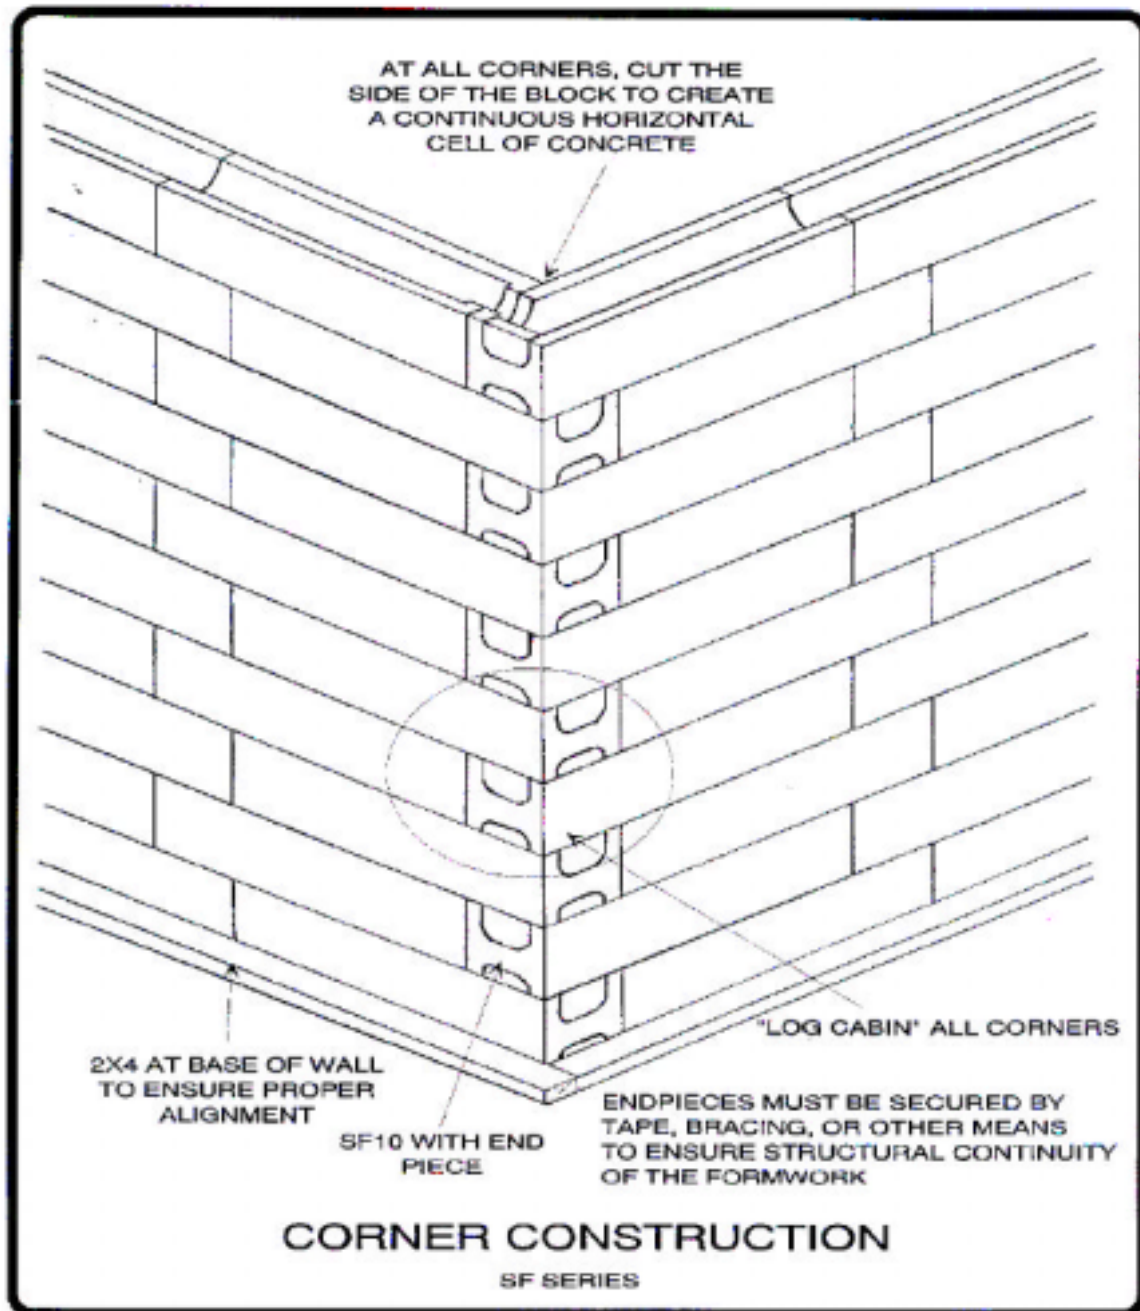 AT ALL CORNERS, CUT THE
SIDE OF THE BLOCK TO CREATE
A CONTINUOUS HORIZONTAL
CELL OF CONCRETE
"LOG CABIN" ALL CORNERS
2X4 AT BASE OF WALL
TO ENSURE PROPER
ALIGNMENT
SF10 WITH END
PIECE
ENDPIECES MUST BE SECURED BY
TAPE, BRACING, OR OTHER MEANS
TO ENSURE STRUCTURAL CONTINUITY
OF THE FORMWORK
CORNER CONSTRUCTION
SF SERIES